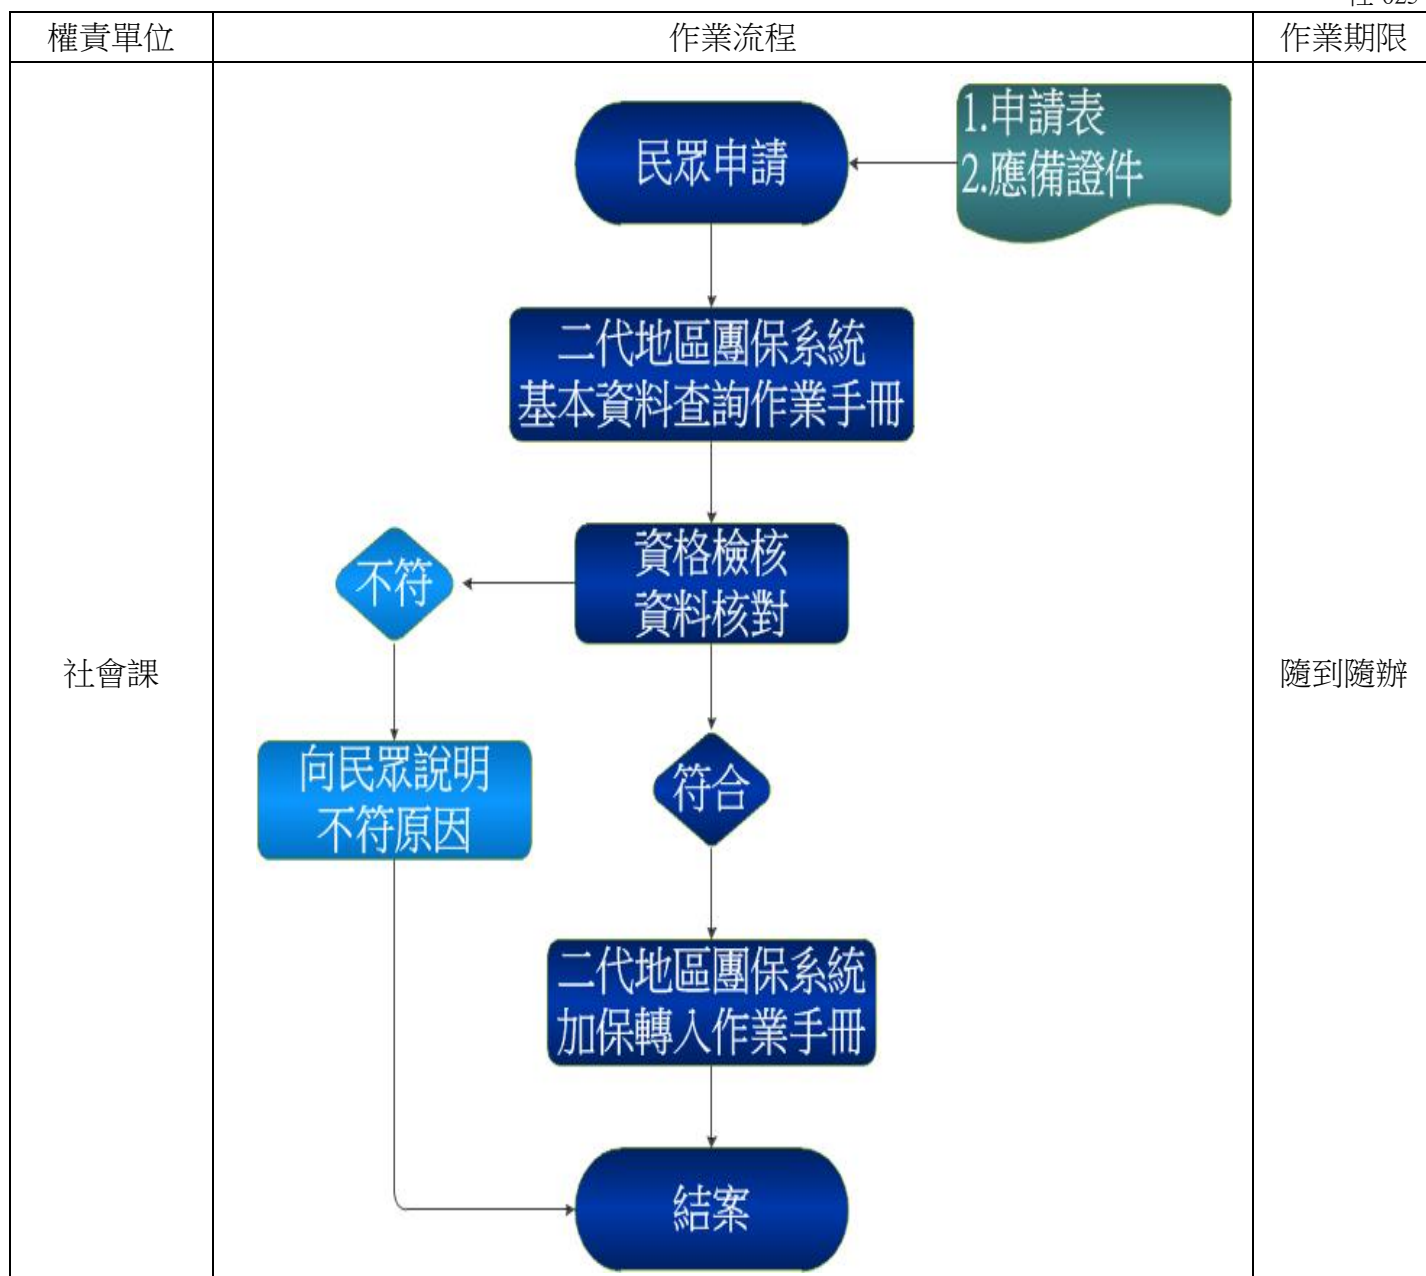 權責單位
作業流程
作業期限
民眾申請
1.申請表
2.應備證件
二代地區團保系統
基本資料查詢作業手冊
資格檢核
資料核對
不符
社會課
隨到隨辦
向民眾說明
不符原因
符合
二代地區團保系統
加保轉入作業手冊
結案